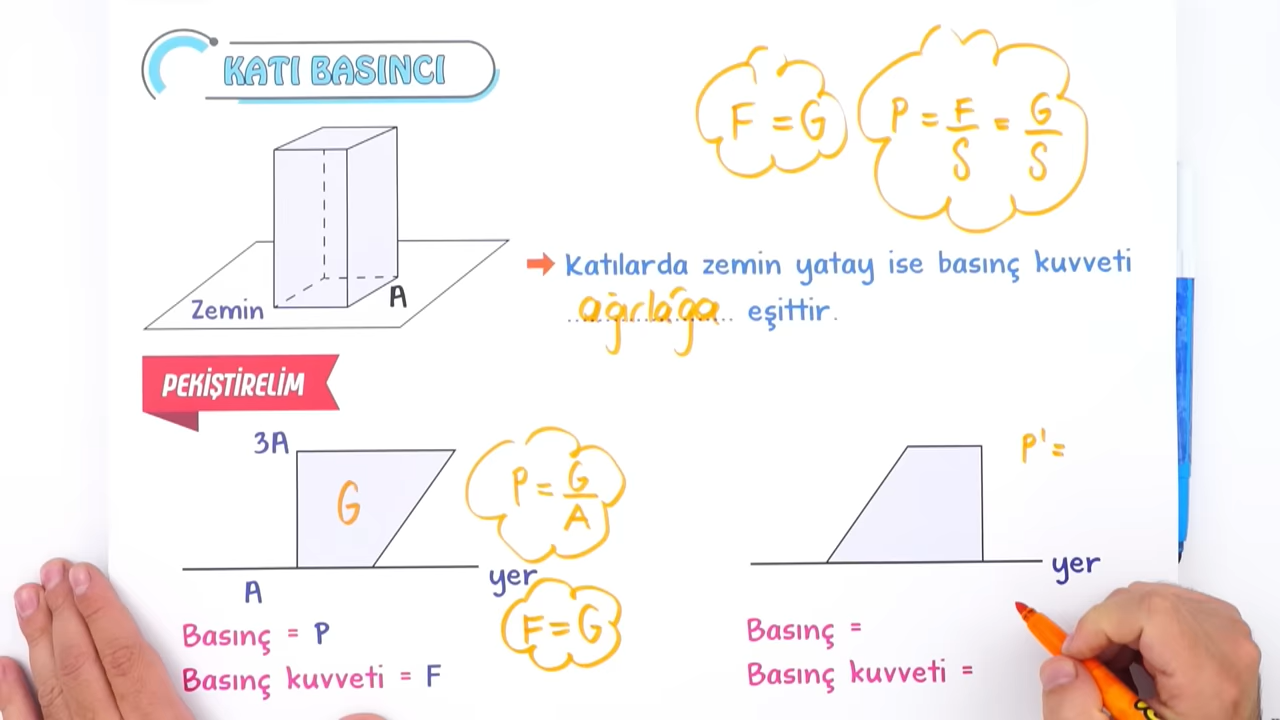 KATI BASINCI
F = G
P = F/S = G/S
Zemin
A
➡ Katılarda zemin yatay ise basınç kuvveti
ağırlığa eşittir.
PEKİŞTİRELİM
3A
G
P = G/A
yer
A
F = G
Basınç = P
Basınç kuvveti = F
P' =
yer
Basınç =
Basınç kuvveti =